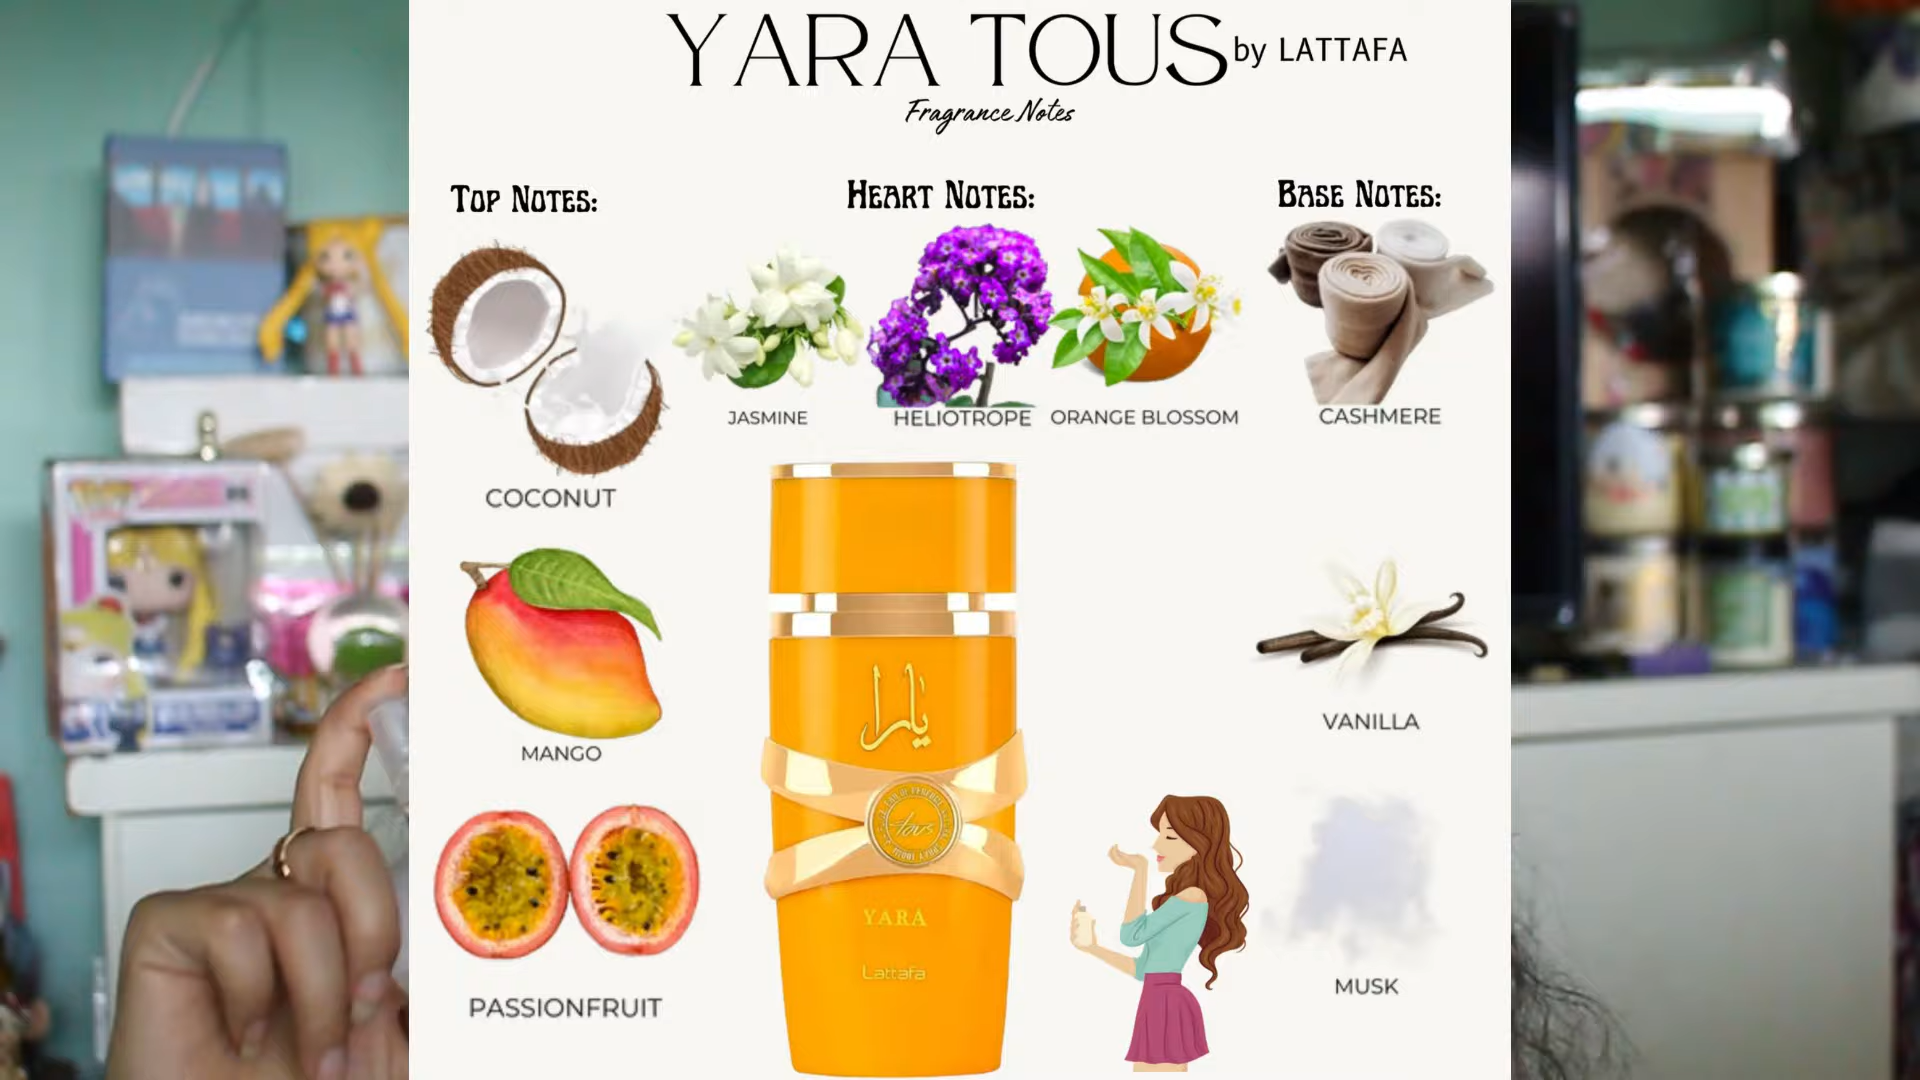 YARA TOUS by LATTAFA
Fragrance Notes
TOP NOTES:
HEART NOTES:
BASE NOTES:
JASMINE
HELIOTROPE
ORANGE BLOSSOM
CASHMERE
COCONUT
MANGO
VANILLA
PASSIONFRUIT
MUSK
يارا
tous
YARA
Lattafa